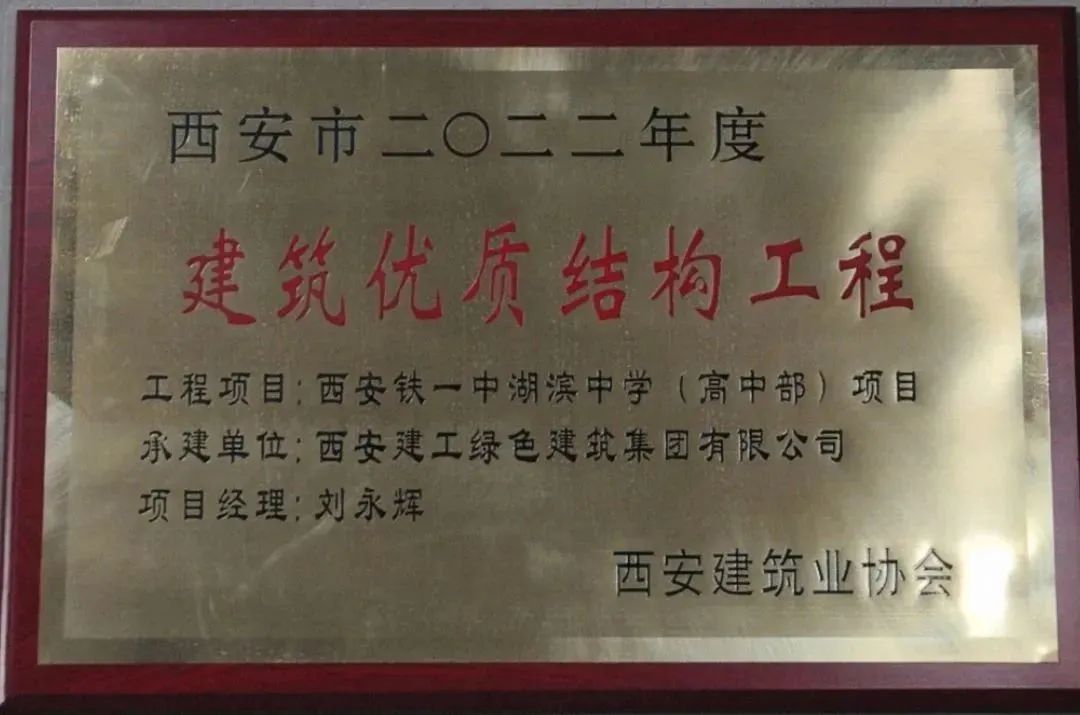 西安市二〇二二年度
建筑优质结构工程
工程项目:西安铁一中湖滨中学(高中部)项目
承建单位:西安建工绿色建筑集团有限公司
项目经理:刘永辉
西安建筑业协会